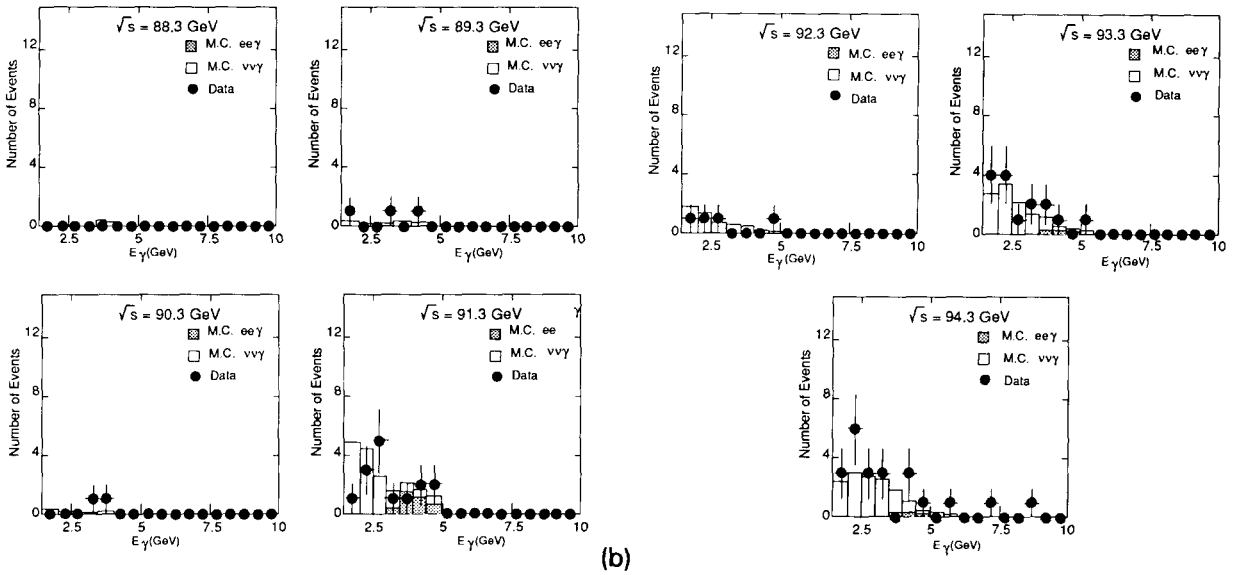 √s = 88.3 GeV
M.C. eeγ
M.C. ννγ
Data
Number of Events
12
8
4
0
2.5
5
7.5
10
Eγ(GeV)
√s = 89.3 GeV
M.C. eeγ
M.C. ννγ
Data
Number of Events
12
8
4
0
2.5
5
7.5
10
Eγ(GeV)
√s = 92.3 GeV
M.C. eeγ
M.C. ννγ
Data
Number of Events
12
8
4
0
2.5
5
7.5
10
Eγ(GeV)
√s = 93.3 GeV
M.C. eeγ
M.C. ννγ
Data
Number of Events
12
8
4
0
2.5
5
7.5
10
Eγ(GeV)
√s = 90.3 GeV
M.C. eeγ
M.C. ννγ
Data
Number of Events
12
8
4
0
2.5
5
7.5
10
Eγ(GeV)
√s = 91.3 GeV
γ
M.C. ee
M.C. ννγ
Data
Number of Events
12
8
4
0
2.5
5
7.5
10
Eγ(GeV)
√s = 94.3 GeV
M.C. eeγ
M.C. ννγ
Data
Number of Events
12
8
4
0
2.5
5
7.5
10
Eγ(GeV)
(b)